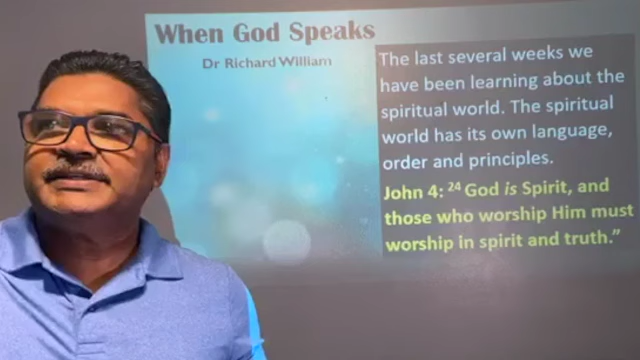 When God Speaks
Dr Richard William
The last several weeks we
have been learning about the
spiritual world. The spiritual
world has its own language,
order and principles.
John 4: ²⁴ God is Spirit, and
those who worship Him must
worship in spirit and truth.”